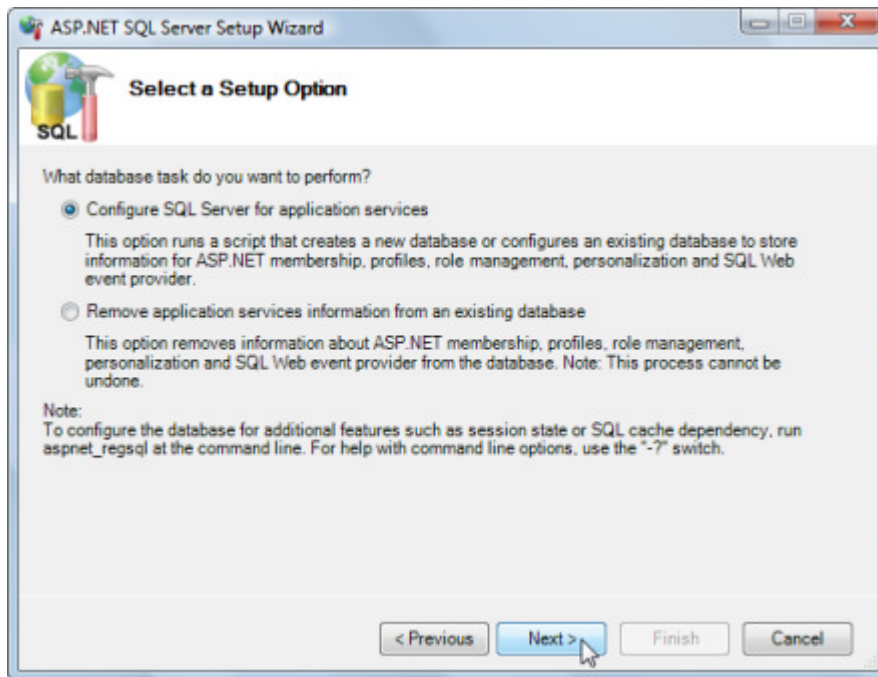 ASP.NET SQL Server Setup Wizard
Select a Setup Option
SQL
What database task do you want to perform?
Configure SQL Server for application services
This option runs a script that creates a new database or configures an existing database to store
information for ASP.NET membership, profiles, role management, personalization and SQL Web
event provider.
Remove application services information from an existing database
This option removes information about ASP.NET membership, profiles, role management,
personalization and SQL Web event provider from the database. Note: This process cannot be
undone.
Note:
To configure the database for additional features such as session state or SQL cache dependency, run
aspnet_regsql at the command line. For help with command line options, use the "-?" switch.
< Previous Next > Finish Cancel